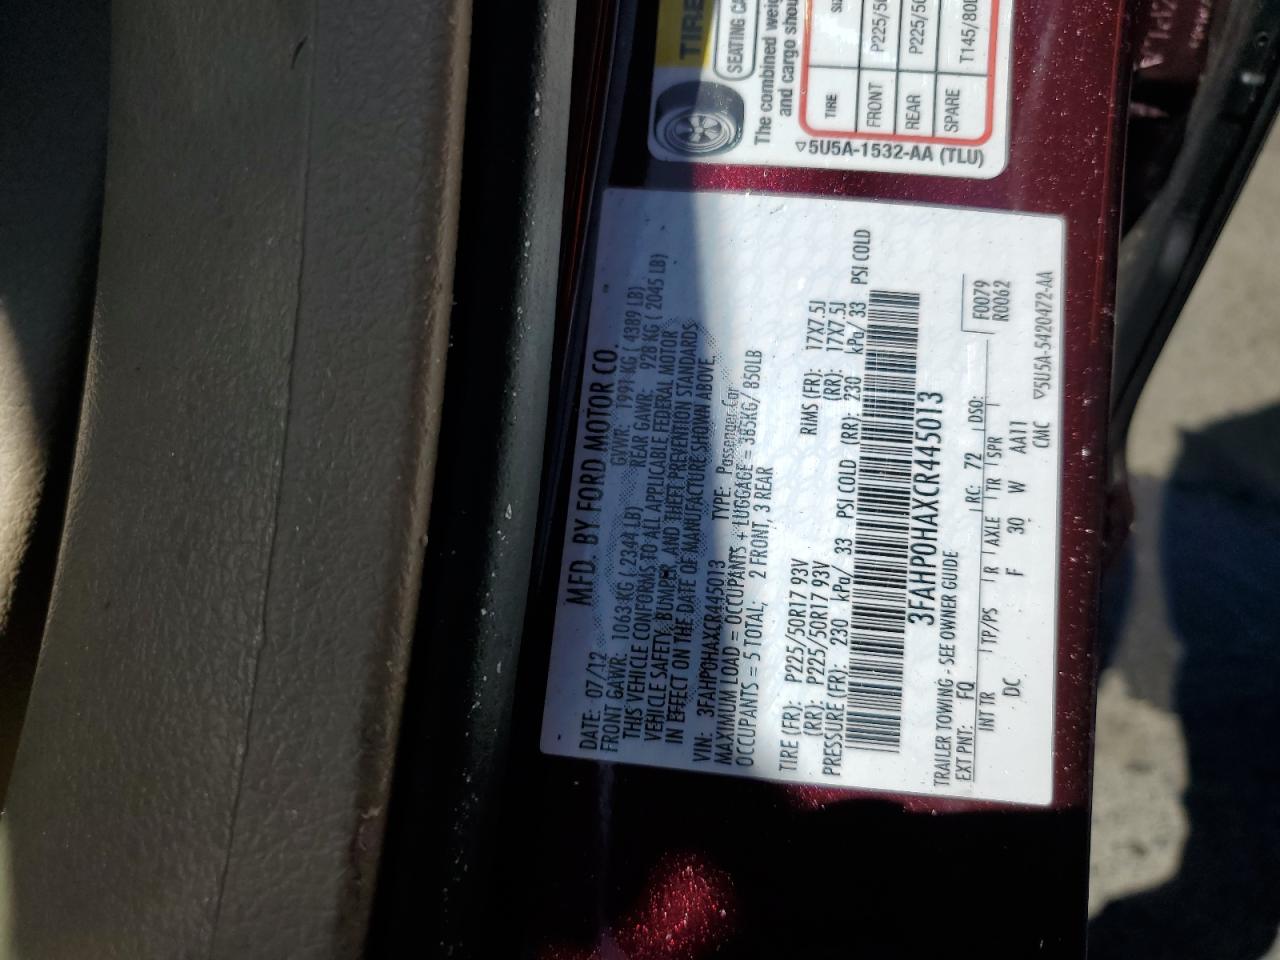 MFD. BY FORD MOTOR CO.
DATE: 07/12 GVWR: 1991 KG ( 4389 LB)
FRONT GAWR: 1063 KG ( 2344 LB) REAR GAWR: 928 KG ( 2045 LB)
THIS VEHICLE CONFORMS TO ALL APPLICABLE FEDERAL MOTOR
VEHICLE SAFETY, BUMPER, AND THEFT PREVENTION STANDARDS
IN EFFECT ON THE DATE OF MANUFACTURE SHOWN ABOVE.
VIN: 3FAHP0HAXCR445013 TYPE: Passenger Car
MAXIMUM LOAD = OCCUPANTS + LUGGAGE = 385KG/ 850LB
OCCUPANTS = 5 TOTAL; 2 FRONT, 3 REAR
TIRE (FR): P225/50R17 93V RIMS (FR): 17X7.5J
(RR): P225/50R17 93V (RR): 17X7.5J
PRESSURE (FR): 230 kPa/ 33 PSI COLD (RR): 230 kPa/ 33 PSI COLD
3FAHP0HAXCR445013
TRAILER TOWING - SEE OWNER GUIDE
EXT PNT: FQ RC: 72 DSO: F0079
R0062
INT TR TP/PS R AXLE TR SPR
DC F 30 W AA11
CMC
▽5U5A-5420472-AA
TIRE
SEATING CA
The combined weig
and cargo shou
TIRE
FRONT P225/50
REAR P225/50
SPARE T145/80D
▽5U5A-1532-AA (TLU)